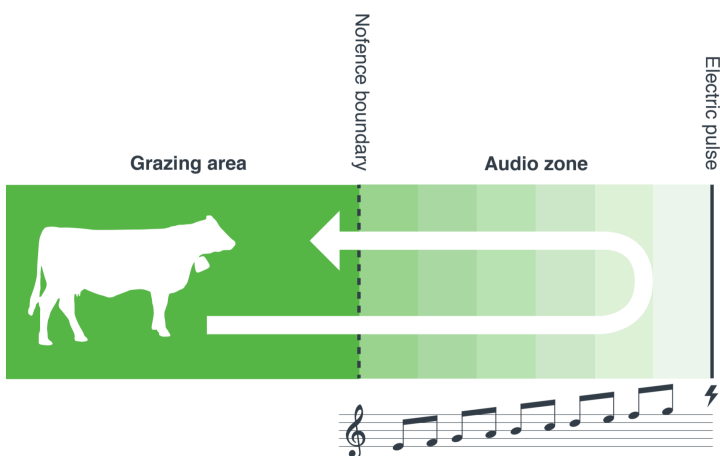 Nofence boundary
Electric pulse
Grazing area
Audio zone